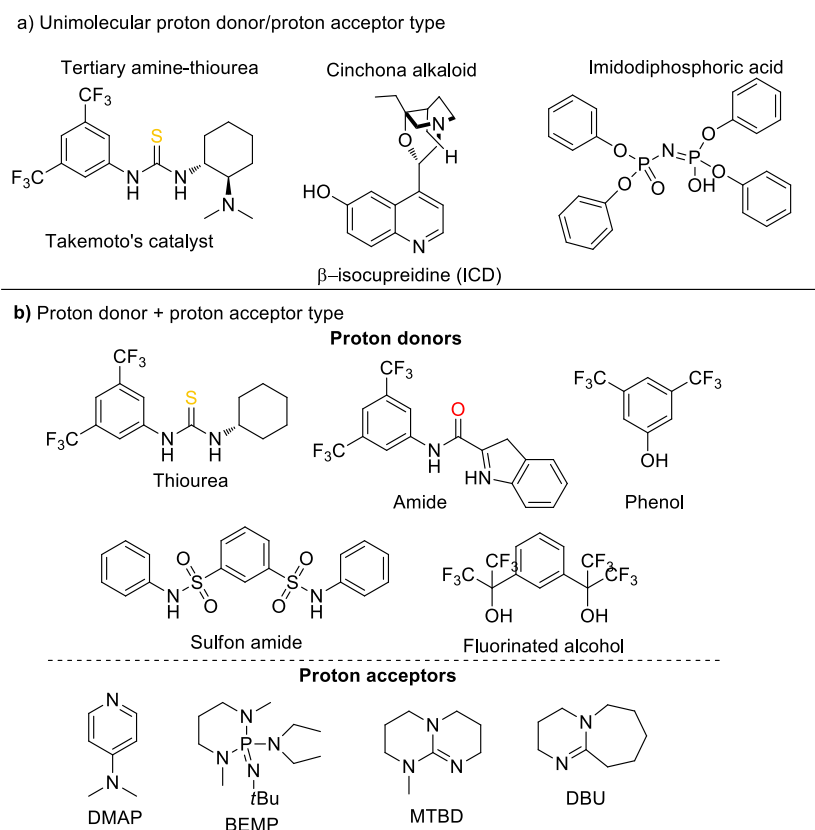 a) Unimolecular proton donor/proton acceptor type
Tertiary amine-thiourea
Cinchona alkaloid
Imidodiphosphoric acid
CF3
S
F3C
N
H
N
H
N
Takemoto's catalyst
N
O
H
HO
N
β–isocupreidine (ICD)
O
O
P
N
P
O
O
OH
O
b) Proton donor + proton acceptor type
Proton donors
CF3
S
F3C
N
H
N
H
Thiourea
CF3
O
F3C
N
H
HN
Amide
F3C
CF3
OH
Phenol
O
O
S
N
H
O
O
S
N
H
Sulfon amide
CF3
F3C
OH
CF3
CF3
OH
Fluorinated alcohol
Proton acceptors
N
N
DMAP
N
P
N
N
N
tBu
BEMP
N
N
N
MTBD
N
N
DBU